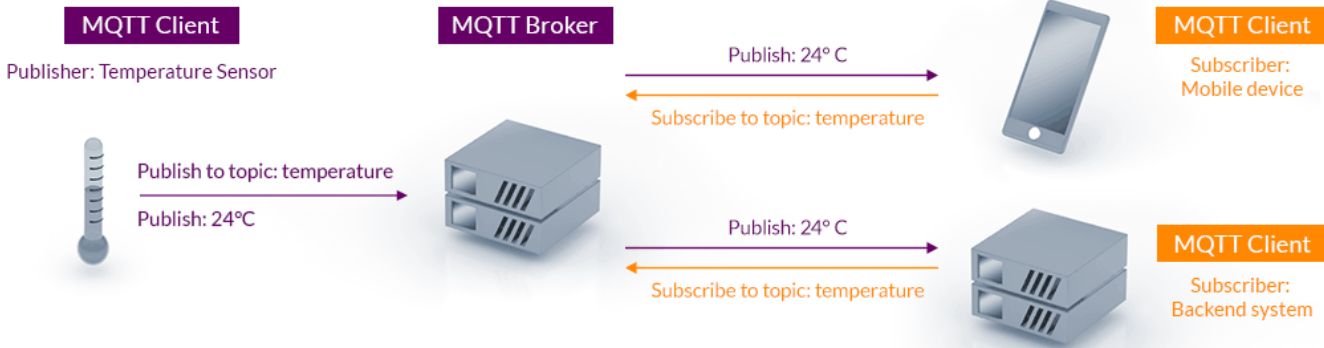 MQTT Client
Publisher: Temperature Sensor
Publish to topic: temperature
Publish: 24°C
MQTT Broker
Publish: 24° C
Subscribe to topic: temperature
MQTT Client
Subscriber:
Mobile device
Publish: 24° C
Subscribe to topic: temperature
MQTT Client
Subscriber:
Backend system